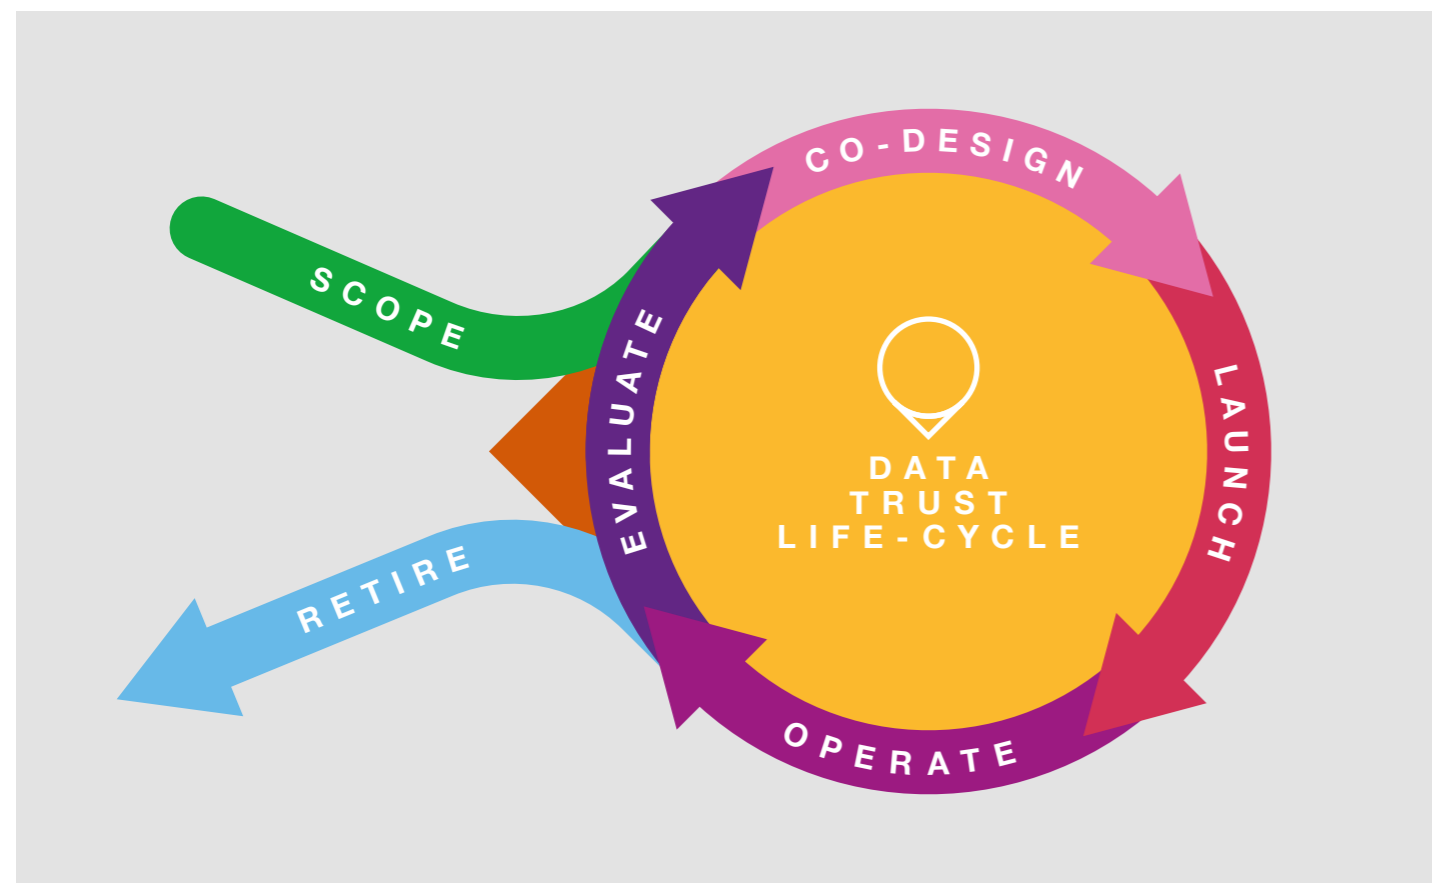 SCOPE
CO-DESIGN
LAUNCH
OPERATE
EVALUATE
RETIRE
DATA
TRUST
LIFE-CYCLE